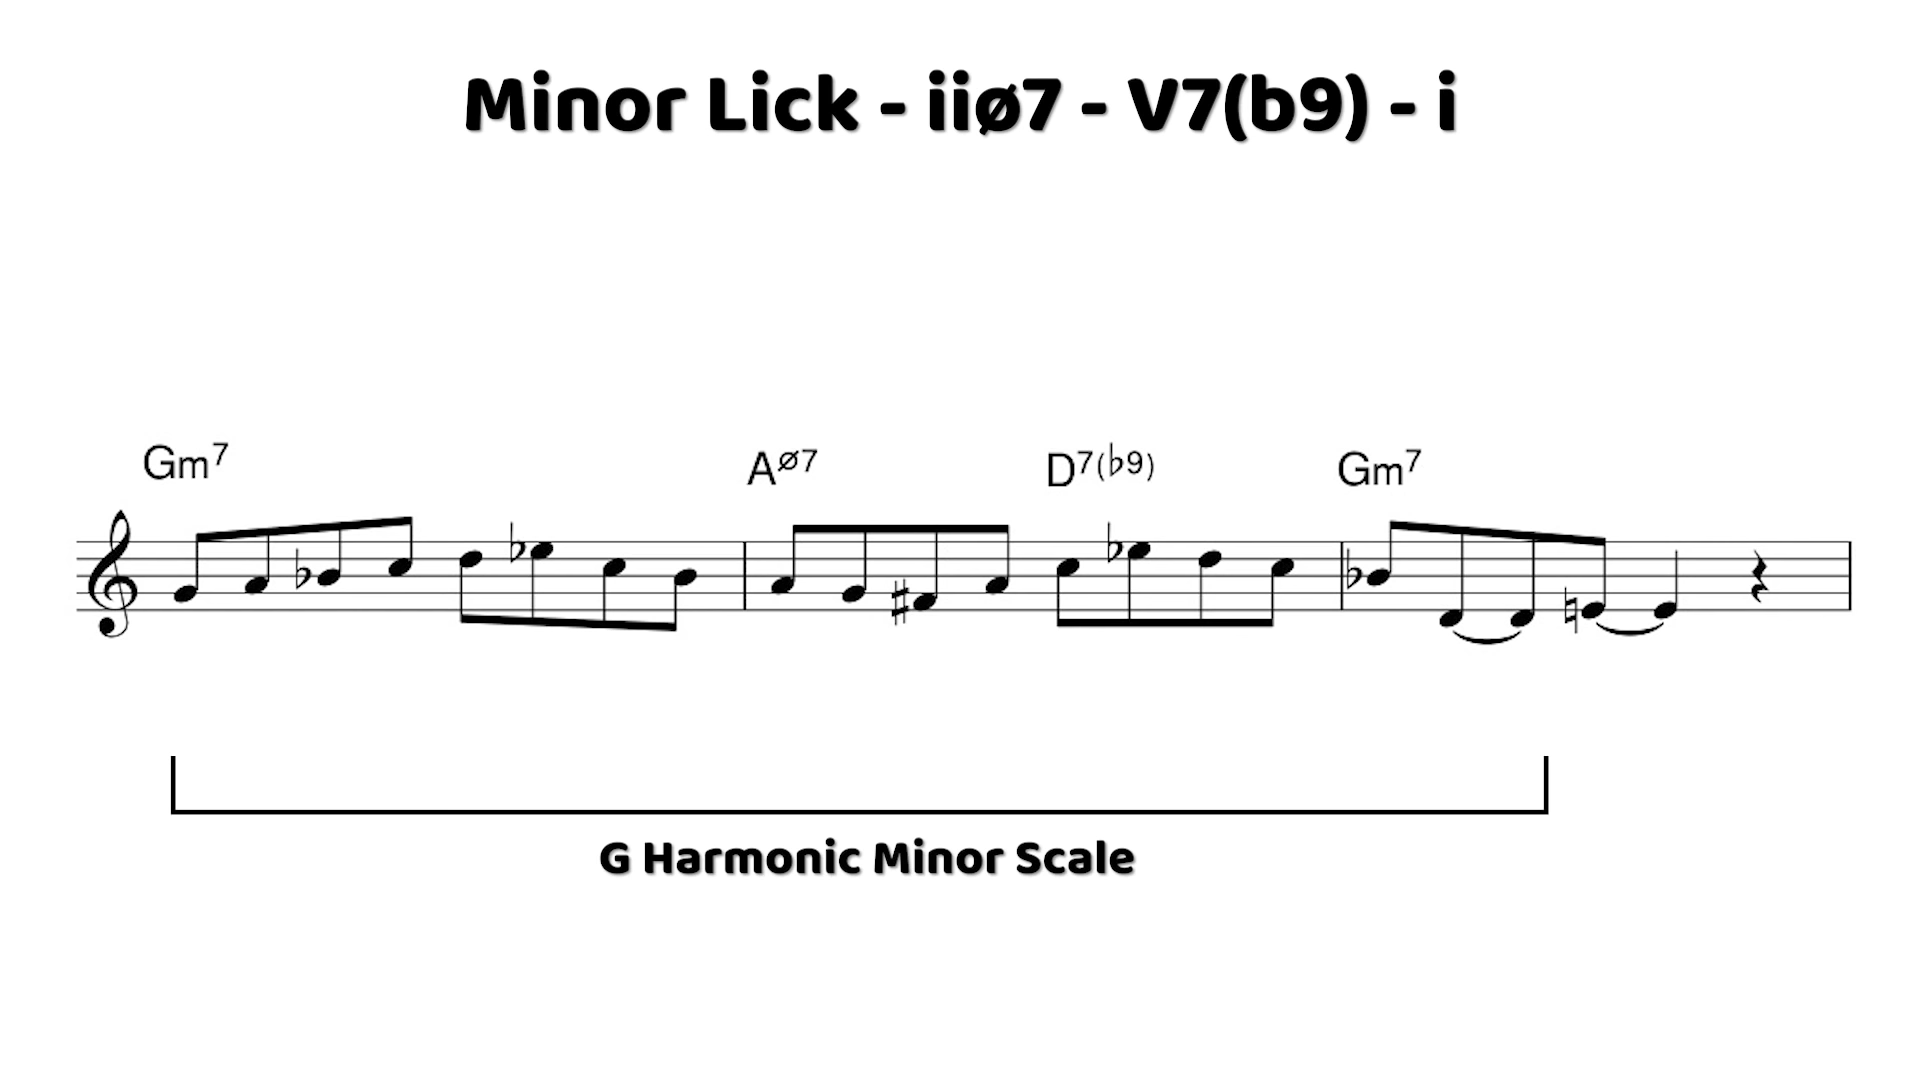 Minor Lick - iiø7 - V7(b9) - i
Gm7 Aø7 D7(♭9) Gm7
G Harmonic Minor Scale